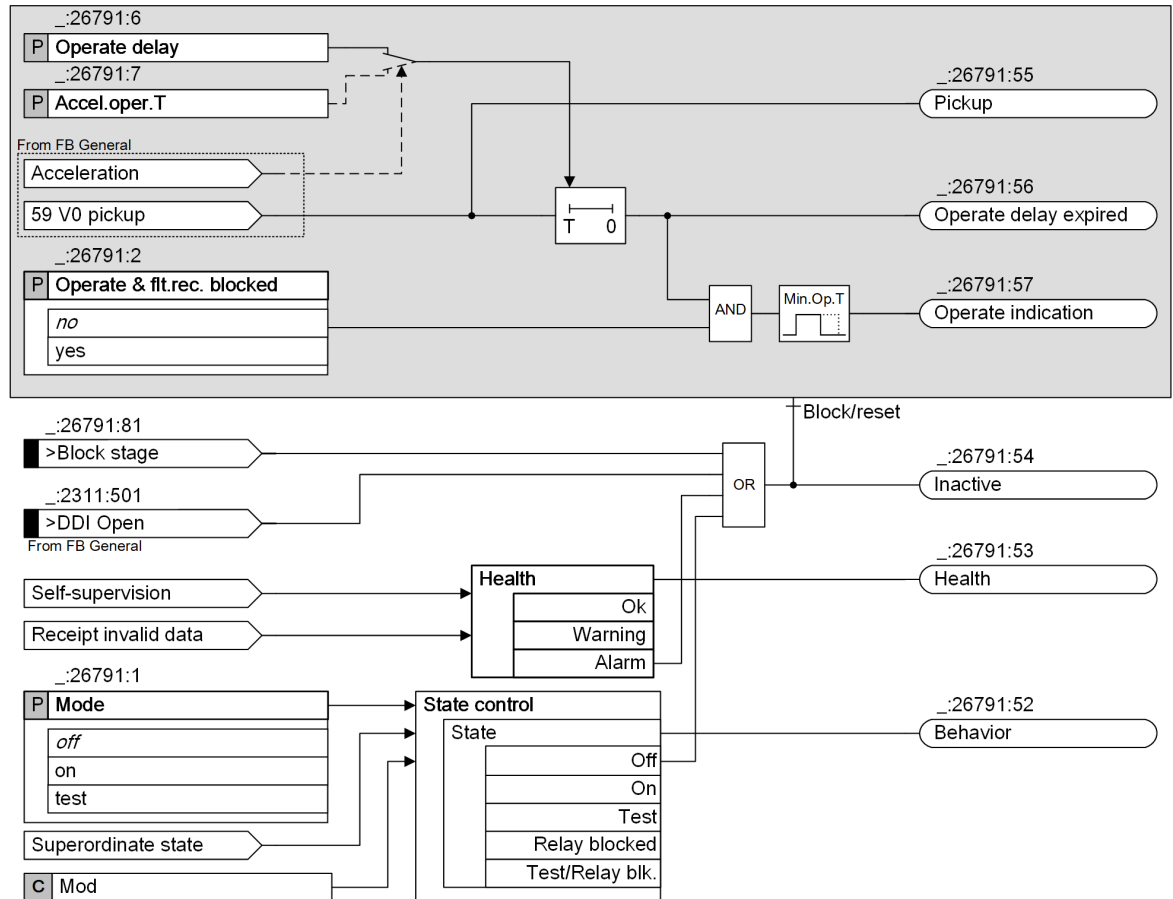 _:26791:6
P Operate delay
_:26791:7
P Accel.oper.T
_:26791:55
Pickup
From FB General
Acceleration
59 V0 pickup
T 0
_:26791:56
Operate delay expired
_:26791:2
P Operate & flt.rec. blocked
no
yes
AND
Min.Op.T
_:26791:57
Operate indication
Block/reset
_:26791:81
>Block stage
_:2311:501
>DDI Open
From FB General
OR
_:26791:54
Inactive
Self-supervision
Receipt invalid data
Health
Ok
Warning
Alarm
_:26791:53
Health
_:26791:1
P Mode
off
on
test
Superordinate state
C Mod
State control
State
Off
On
Test
Relay blocked
Test/Relay blk.
_:26791:52
Behavior